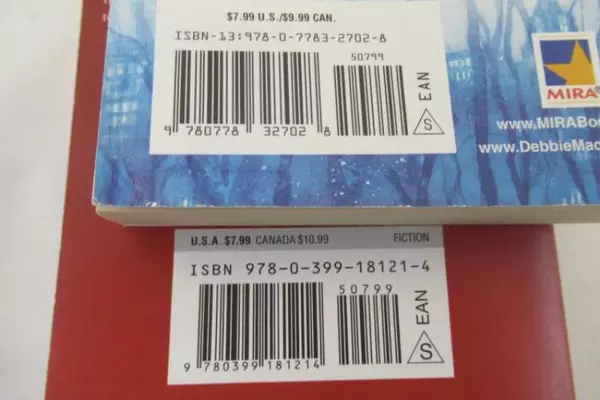 $7.99 U.S./$9.99 CAN.
ISBN-13:978-0-7783-2702-8
50799
9 780778 327028
EAN
S
MIRA®
www.MIRABoo
www.DebbieMac
U.S.A. $7.99 CANADA $10.99 FICTION
ISBN 978-0-399-18121-4
50799
9 780399 181214
EAN
S